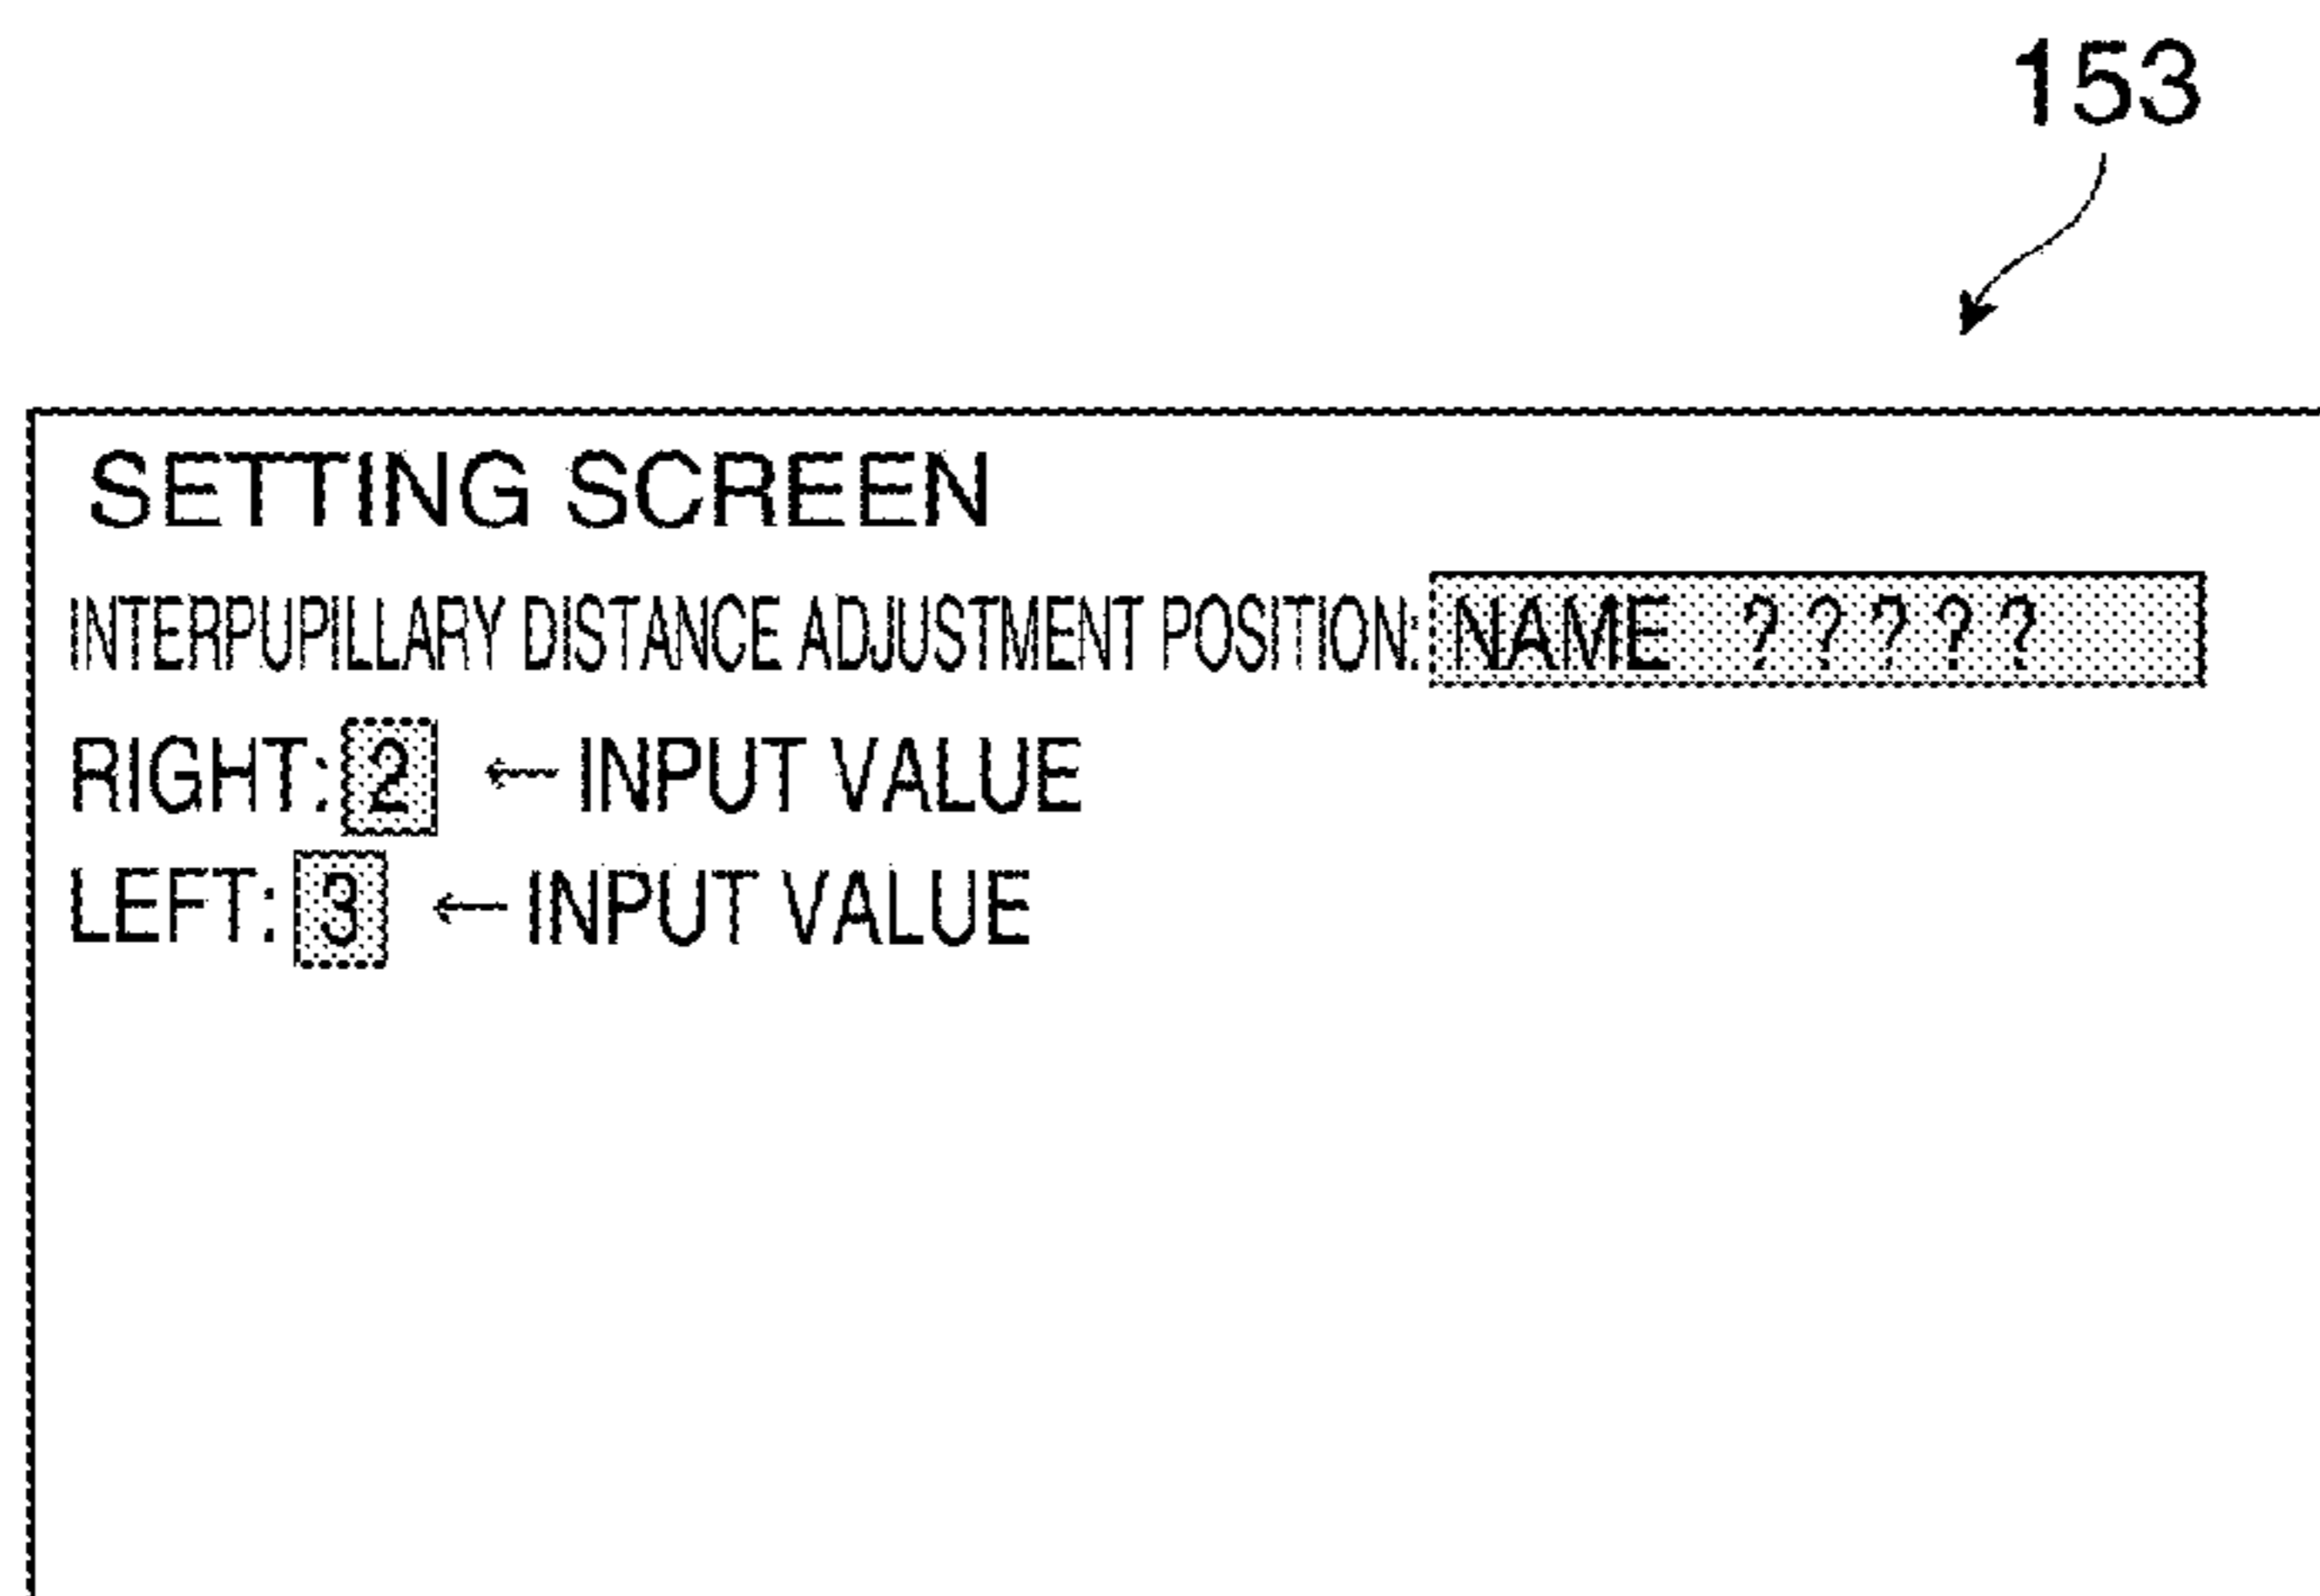 153
SETTING SCREEN
INTERPUPILLARY DISTANCE ADJUSTMENT POSITION: NAME ? ? ? ? ?
RIGHT: 2 ← INPUT VALUE
LEFT: 3 ← INPUT VALUE